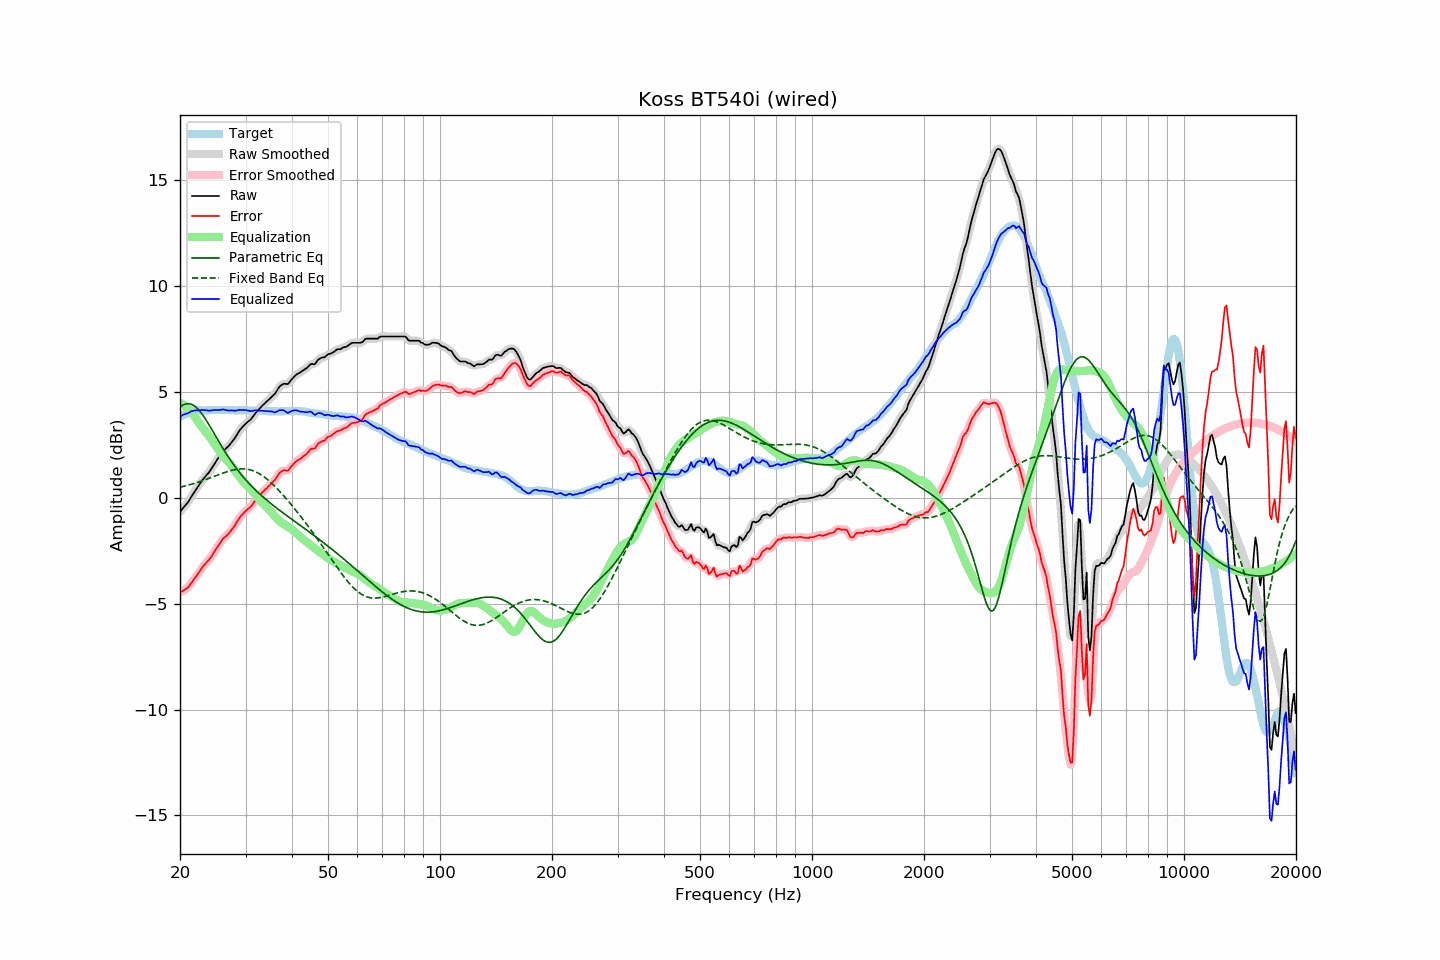 Koss BT540i (wired)
Target
Raw Smoothed
Error Smoothed
Raw
Error
Equalization
Parametric Eq
Fixed Band Eq
Equalized
Amplitude (dBr)
15
10
5
0
−5
−10
−15
20 50 100 200 500 1000 2000 5000 10000 20000
Frequency (Hz)